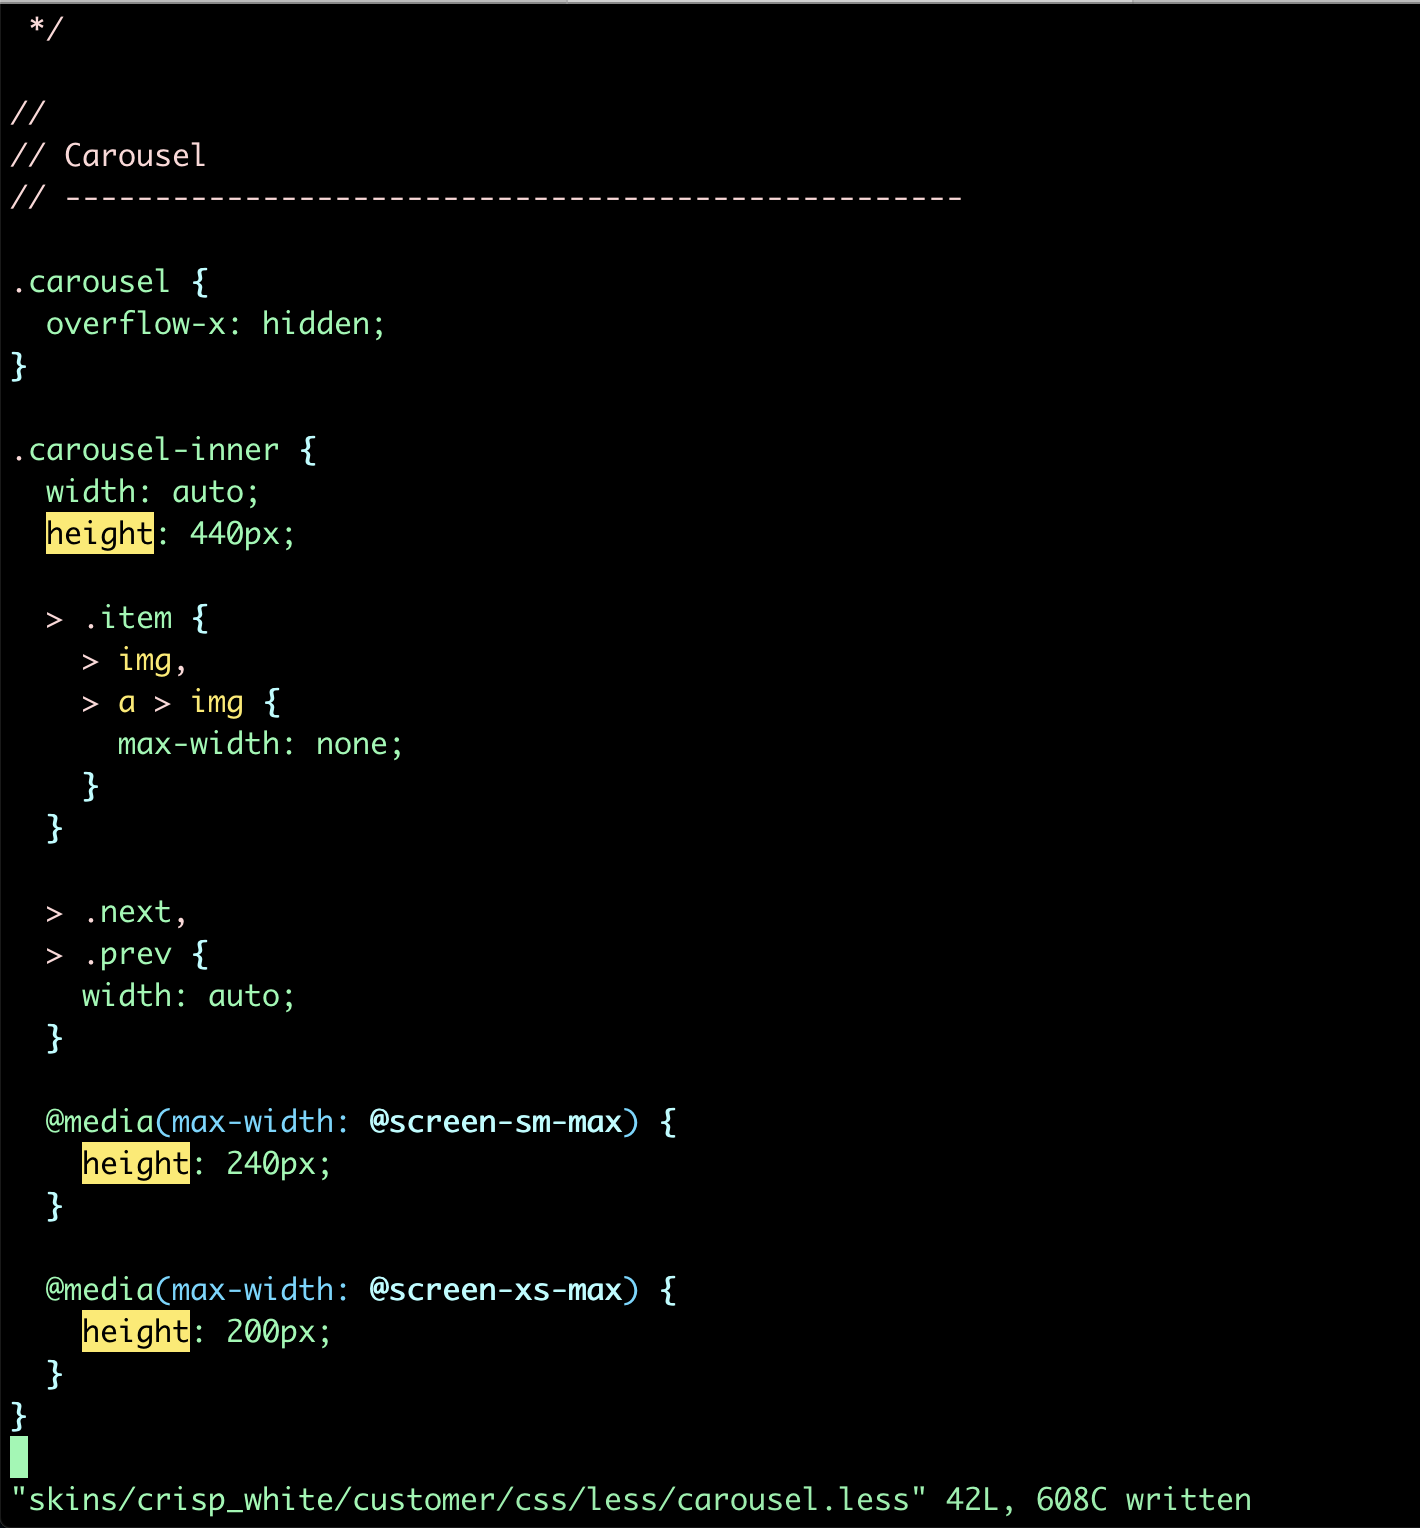 */

//
// Carousel
// --------------------------------------------------

.carousel {
  overflow-x: hidden;
}

.carousel-inner {
  width: auto;
  height: 440px;

  > .item {
    > img,
    > a > img {
      max-width: none;
    }
  }

  > .next,
  > .prev {
    width: auto;
  }

  @media(max-width: @screen-sm-max) {
    height: 240px;
  }

  @media(max-width: @screen-xs-max) {
    height: 200px;
  }
}

"skins/crisp_white/customer/css/less/carousel.less" 42L, 608C written